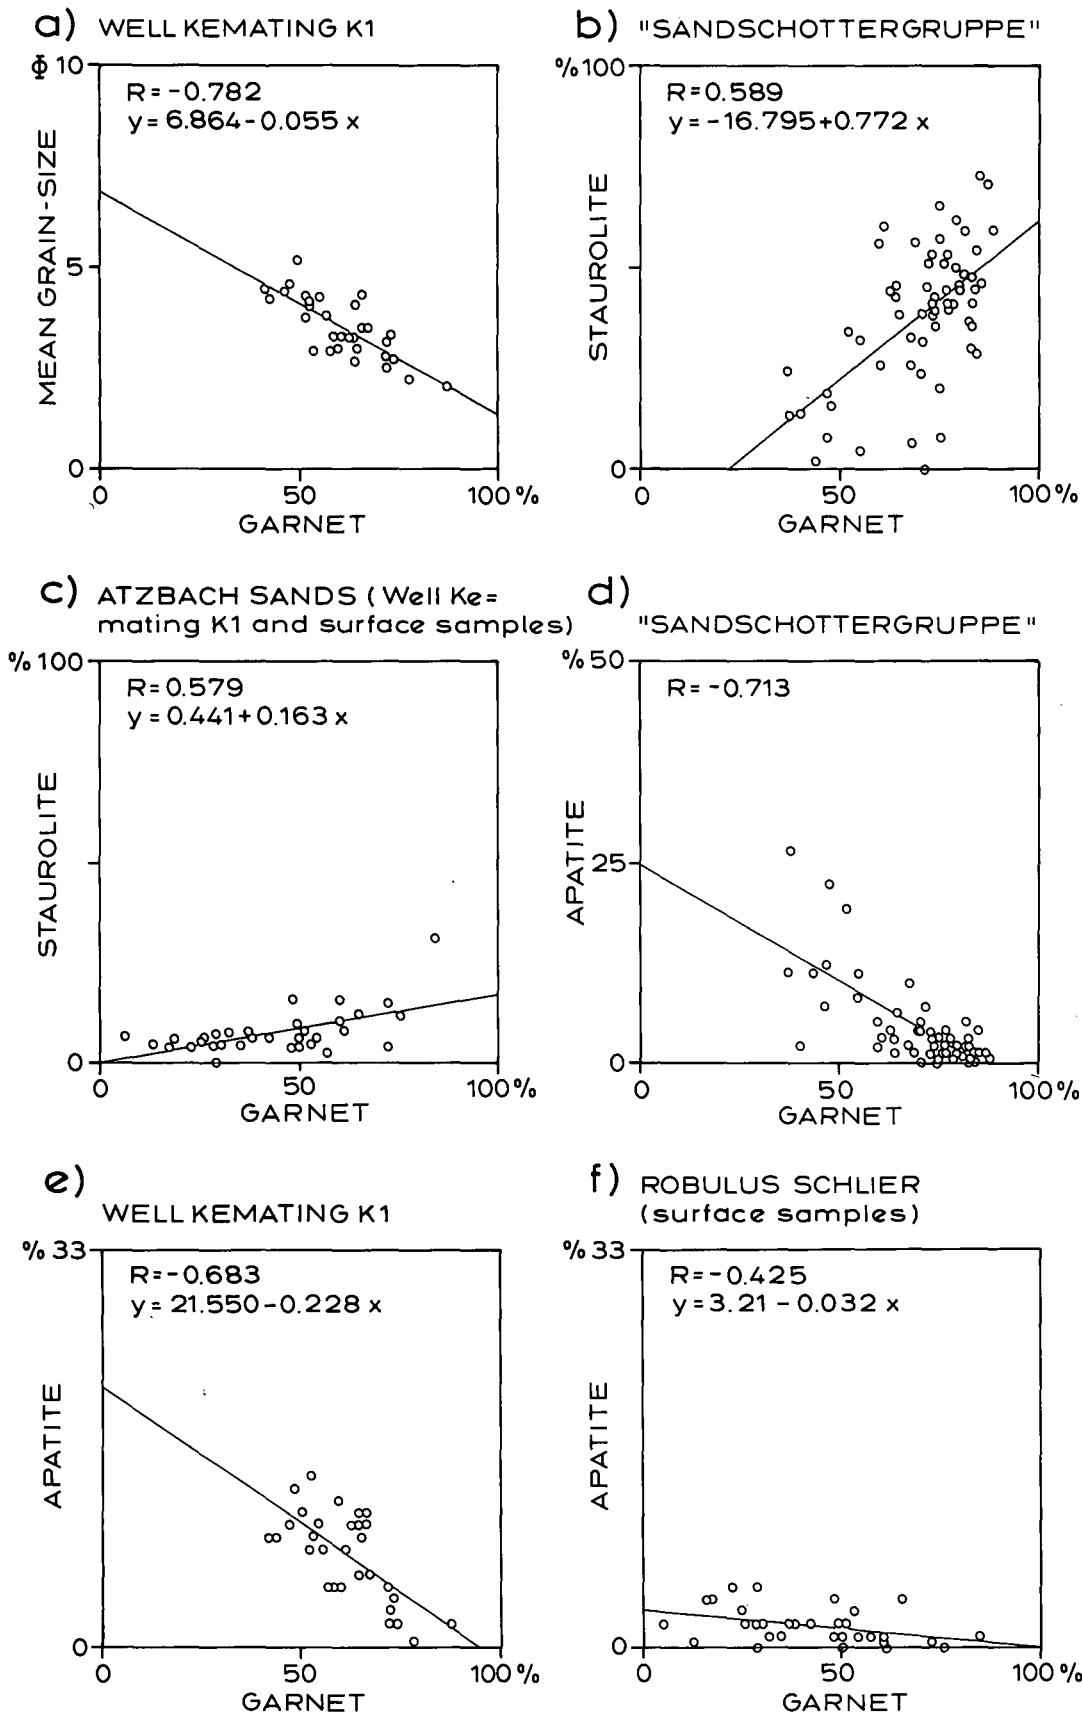 a) WELL KEMATING K1
Φ 10
R = -0.782
y = 6.864-0.055 x
MEAN GRAIN-SIZE
5
0
0 50 100 %
GARNET
b) "SANDSCHOTTERGRUPPE"
% 100
R = 0.589
y = -16.795+0.772 x
STAUROLITE
0
0 50 100 %
GARNET
c) ATZBACH SANDS (Well Ke=
mating K1 and surface samples)
% 100
R = 0.579
y = 0.441+0.163 x
STAUROLITE
0
0 50 100 %
GARNET
d)
"SANDSCHOTTERGRUPPE"
% 50
R = -0.713
APATITE
25
0
0 50 100 %
GARNET
e)
WELL KEMATING K1
% 33
R=-0.683
y = 21.550-0.228 x
APATITE
0
0 50 100 %
GARNET
f) ROBULUS SCHLIER
(surface samples)
% 33
R=-0.425
y = 3.21 - 0.032 x
APATITE
0
0 50 100 %
GARNET